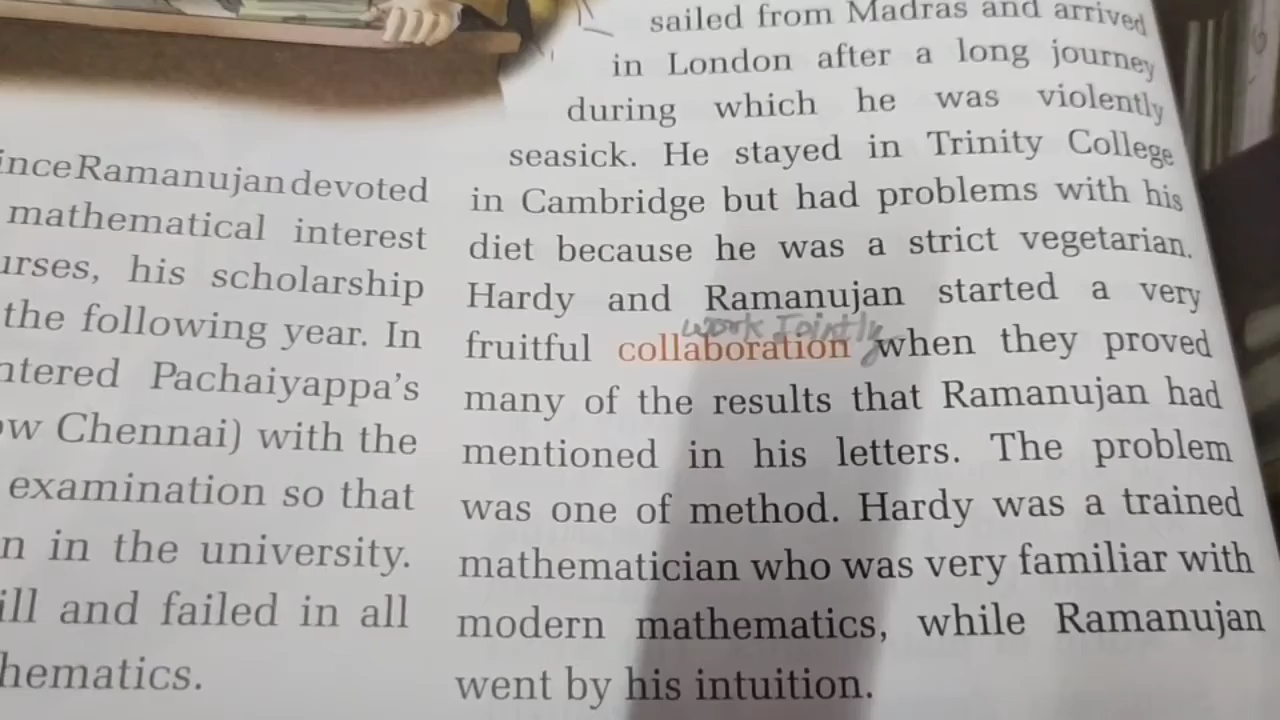 inceRamanujandevoted
mathematical interest
urses, his scholarship
the following year. In
ntered Pachaiyappa's
ow Chennai) with the
examination so that
n in the university.
ill and failed in all
hematics.
sailed from Madras and arrived
in London after a long journey
during which he was violently
seasick. He stayed in Trinity College
in Cambridge but had problems with his
diet because he was a strict vegetarian.
Hardy and Ramanujan started a very
work Jointly
fruitful collaboration when they proved
many of the results that Ramanujan had
mentioned in his letters. The problem
was one of method. Hardy was a trained
mathematician who was very familiar with
modern mathematics, while Ramanujan
went by his intuition.